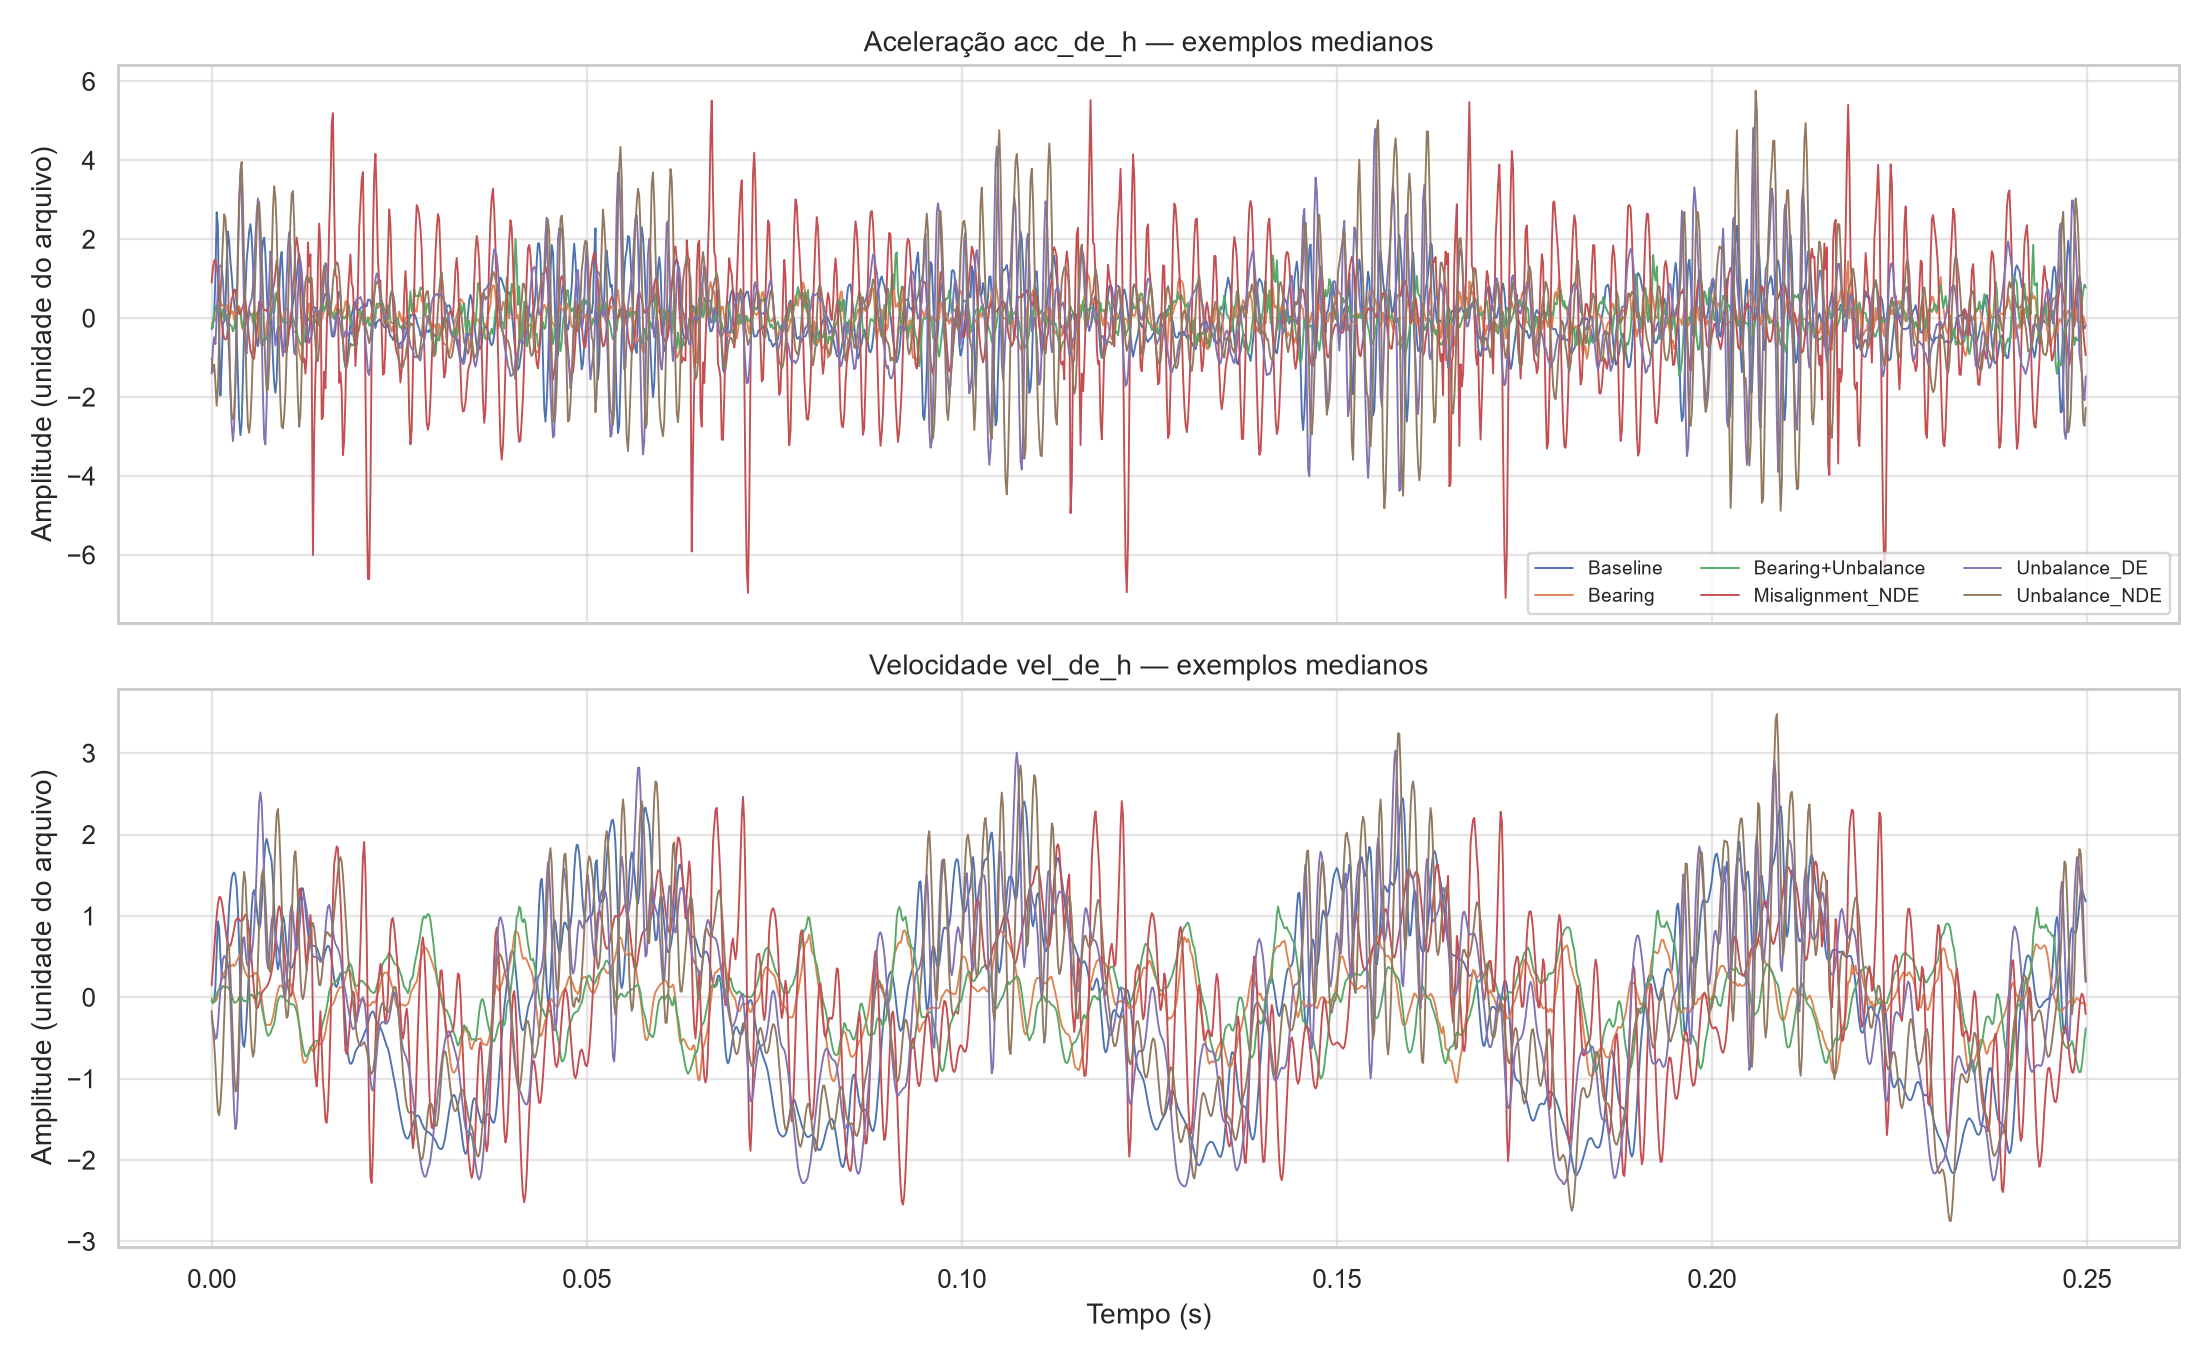 Aceleração acc_de_h — exemplos medianos
Amplitude (unidade do arquivo)
6
4
2
0
−2
−4
−6
Baseline
Bearing
Bearing+Unbalance
Misalignment_NDE
Unbalance_DE
Unbalance_NDE
Velocidade vel_de_h — exemplos medianos
Amplitude (unidade do arquivo)
3
2
1
0
−1
−2
−3
0.00 0.05 0.10 0.15 0.20 0.25
Tempo (s)